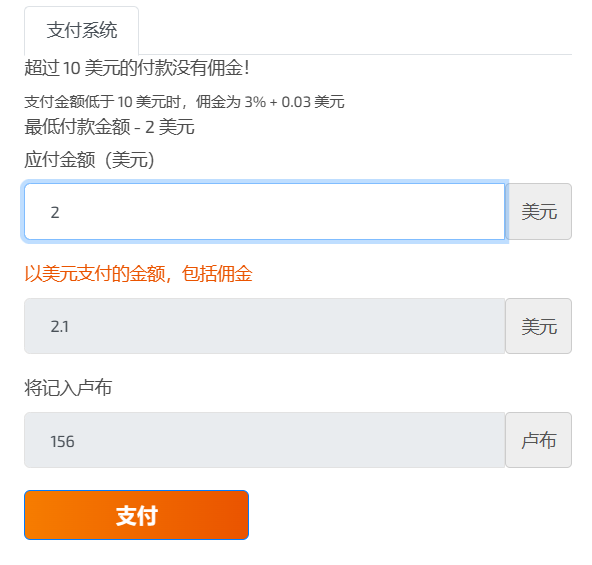 支付系统
超过 10 美元的付款没有佣金！
支付金额低于 10 美元时，佣金为 3% + 0.03 美元
最低付款金额 - 2 美元
应付金额（美元）
2 美元
以美元支付的金额，包括佣金
2.1 美元
将记入卢布
156 卢布
支付